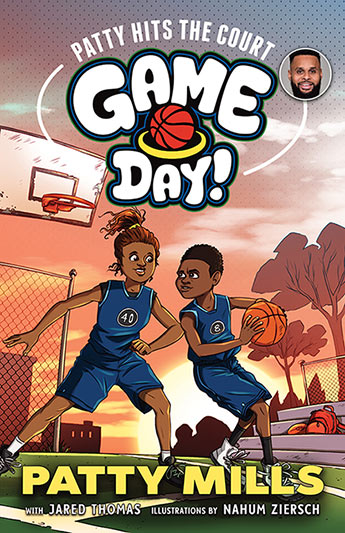 PATTY HITS THE COURT
GAME
DAY!
40
8
PATTY MILLS
WITH JARED THOMAS ILLUSTRATIONS BY NAHUM ZIERSCH